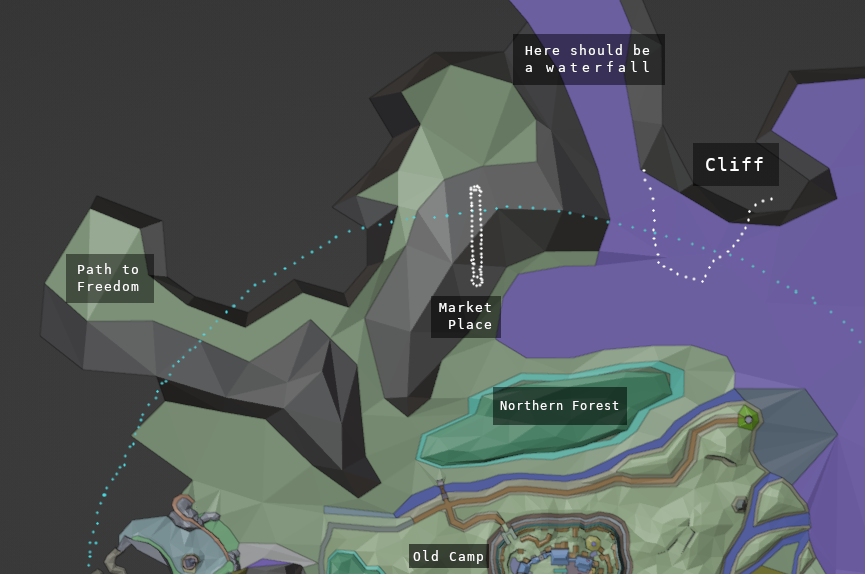 Here should be
a waterfall
Cliff
Path to
Freedom
Market
Place
Northern Forest
Old Camp